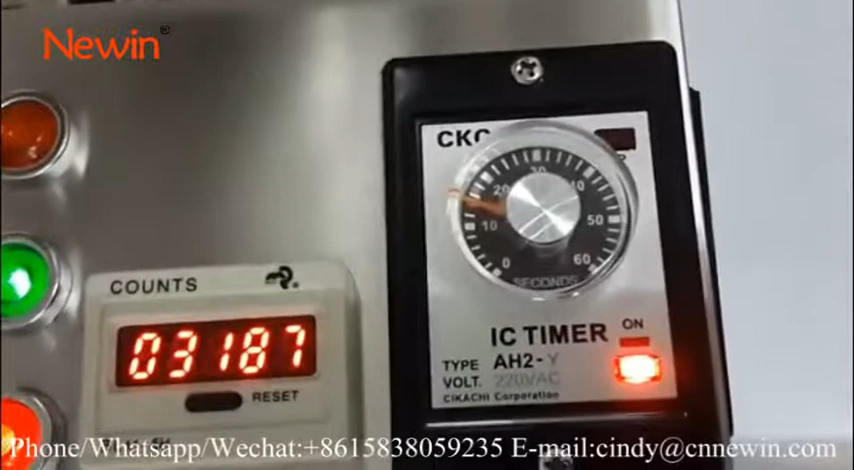 Newin®
CKC
0 10 20 30 40 50 60
SECONDS
COUNTS
03187
RESET
IC TIMER
ON
TYPE AH2-Y
VOLT. 220VAC
CIKACHI Corporation
Phone/Whatsapp/Wechat:+8615838059235 E-mail:cindy@cnnewin.com